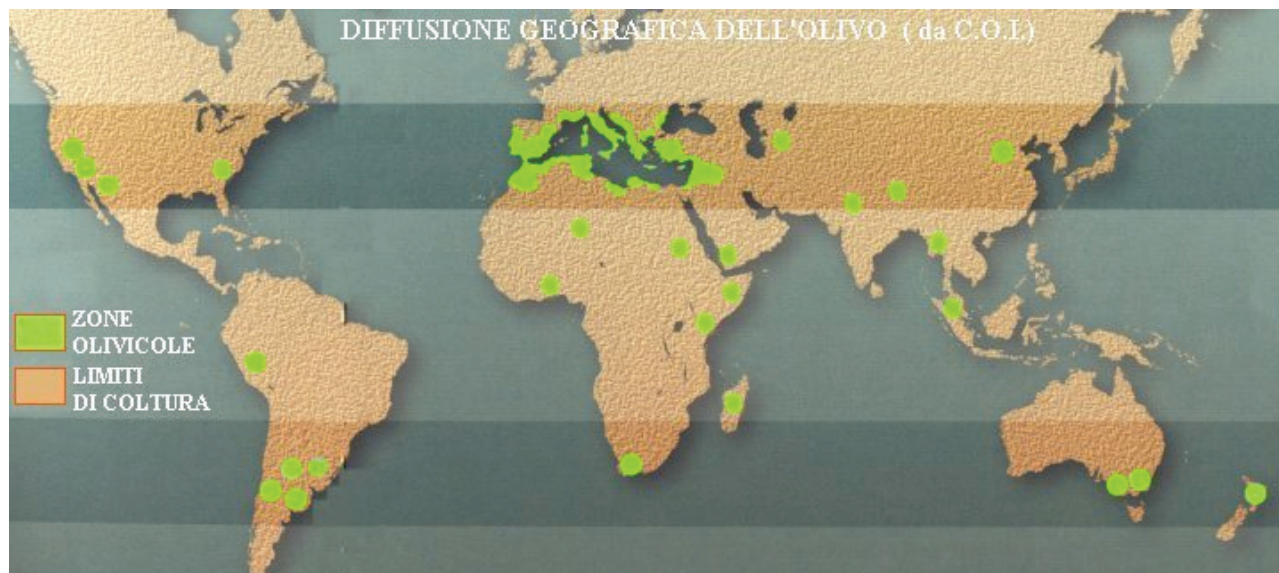 DIFFUSIONE GEOGRAFICA DELL'OLIVO ( da C.O.I.)
ZONE
OLIVICOLE
LIMITI
DI COLTURA